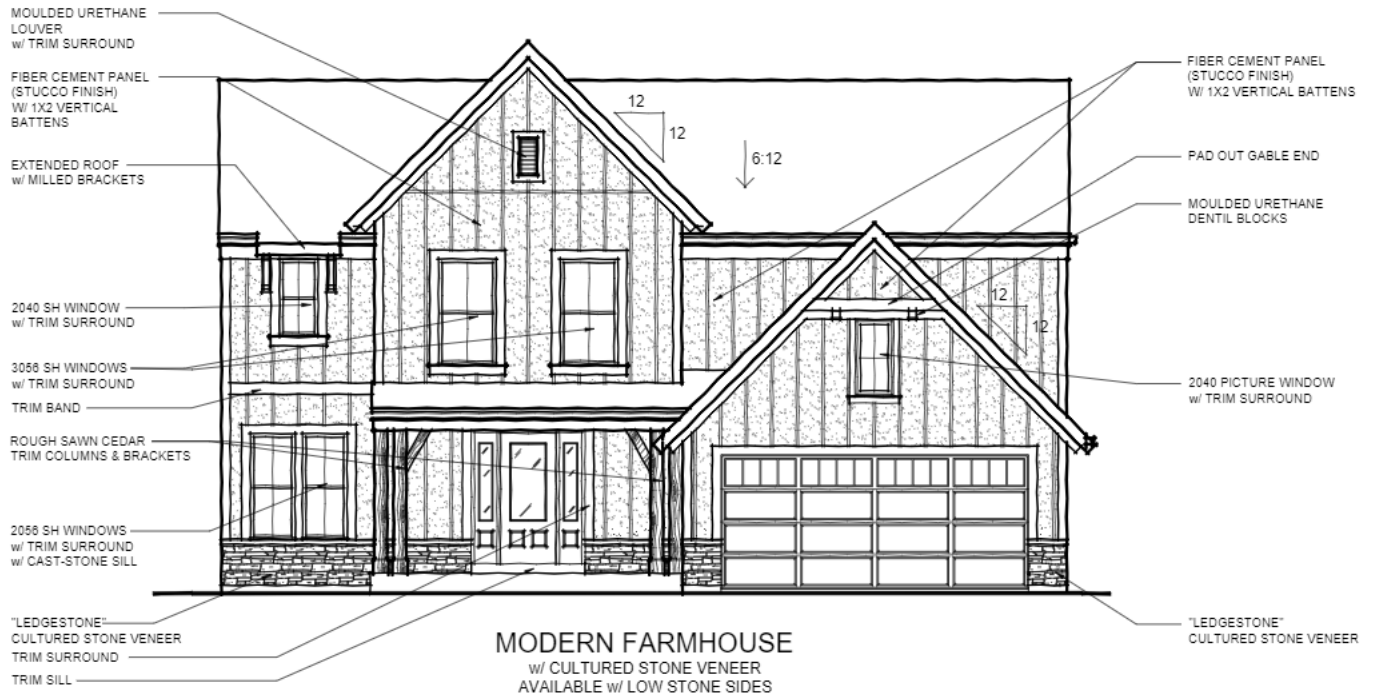 MOULDED URETHANE
LOUVER
w/ TRIM SURROUND
FIBER CEMENT PANEL
(STUCCO FINISH)
W/ 1X2 VERTICAL
BATTENS
EXTENDED ROOF
w/ MILLED BRACKETS
2040 SH WINDOW
w/ TRIM SURROUND
3056 SH WINDOWS
w/ TRIM SURROUND
TRIM BAND
ROUGH SAWN CEDAR
TRIM COLUMNS & BRACKETS
2056 SH WINDOWS
w/ TRIM SURROUND
w/ CAST-STONE SILL
"LEDGESTONE"
CULTURED STONE VENEER
TRIM SURROUND
TRIM SILL
12
12
6:12
12
12
FIBER CEMENT PANEL
(STUCCO FINISH)
W/ 1X2 VERTICAL BATTENS
PAD OUT GABLE END
MOULDED URETHANE
DENTIL BLOCKS
2040 PICTURE WINDOW
w/ TRIM SURROUND
"LEDGESTONE"
CULTURED STONE VENEER
MODERN FARMHOUSE
w/ CULTURED STONE VENEER
AVAILABLE w/ LOW STONE SIDES